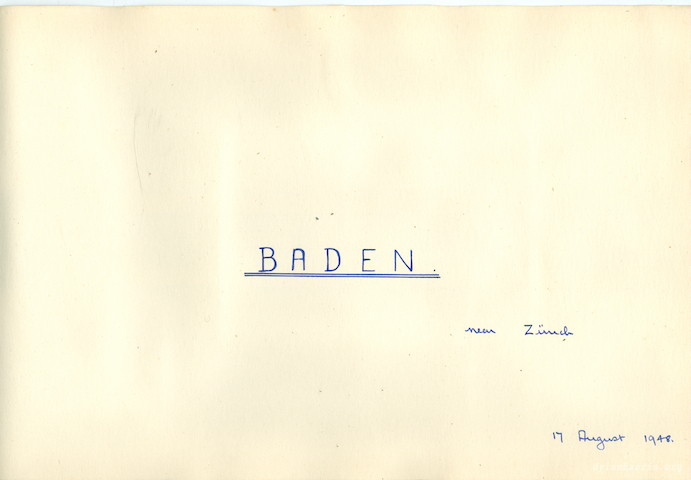 BADEN.
near Zürich
17 August 1948.